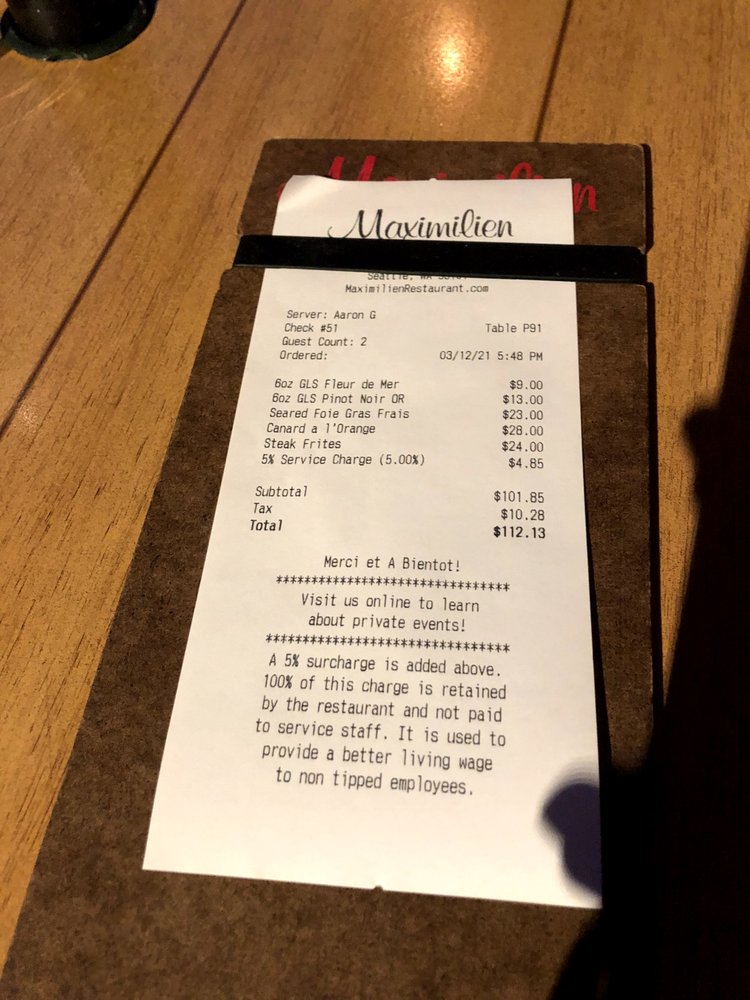 Maximilien
Maximilien
Seattle, WA
MaximilienRestaurant.com
Server: Aaron G
Check #51 Table P91
Guest Count: 2
Ordered: 03/12/21 5:48 PM
6oz GLS Fleur de Mer $9.00
6oz GLS Pinot Noir OR $13.00
Seared Foie Gras Frais $23.00
Canard a l'Orange $28.00
Steak Frites $24.00
5% Service Charge (5.00%) $4.85
Subtotal $101.85
Tax $10.28
Total $112.13
Merci et A Bientot!
********************************
Visit us online to learn
about private events!
********************************
A 5% surcharge is added above.
100% of this charge is retained
by the restaurant and not paid
to service staff. It is used to
provide a better living wage
to non tipped employees.